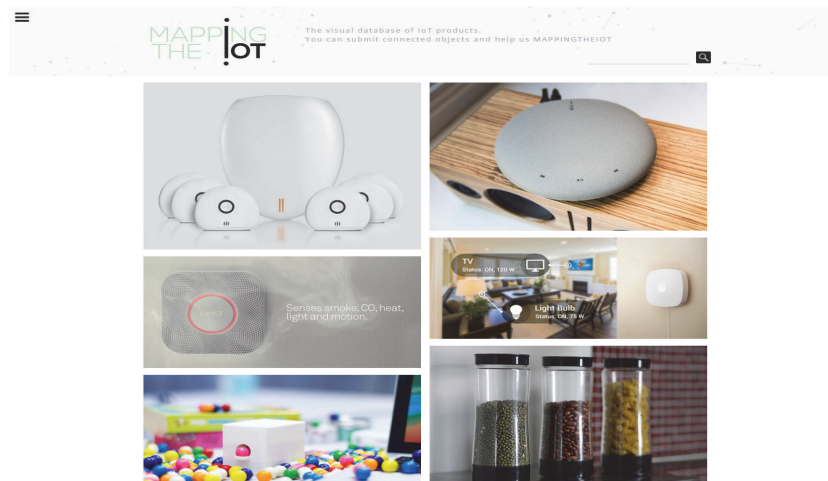 MAPPING
THE IOT
The visual database of IoT products.
You can submit connected objects and help us MAPPINGTHEIOT
Senses smoke, CO, heat,
light and motion.
TV
Status: ON, 120 W
Light Bulb
Status: ON, 75 W